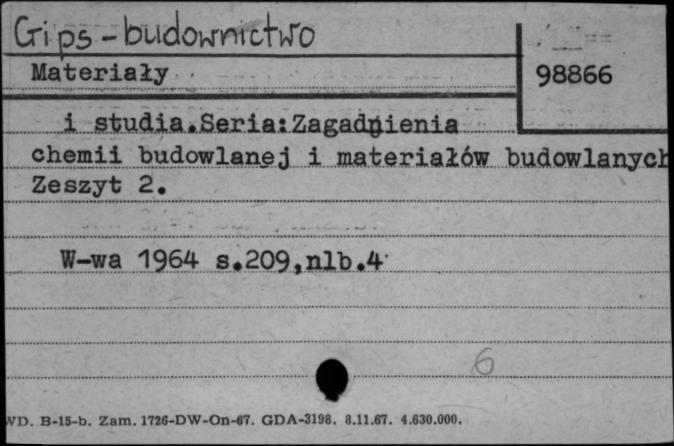 Gips - budownictwo
Materiały
98866
i studia.Seria:Zagadnienia
chemii budowlanej i materiałów budowlanych
Zeszyt 2.
W-wa 1964 s.209,nlb.4
6
WD. B-15-b. Zam. 1726-DW-On-67. GDA-3198. 8.11.67. 4.630.000.